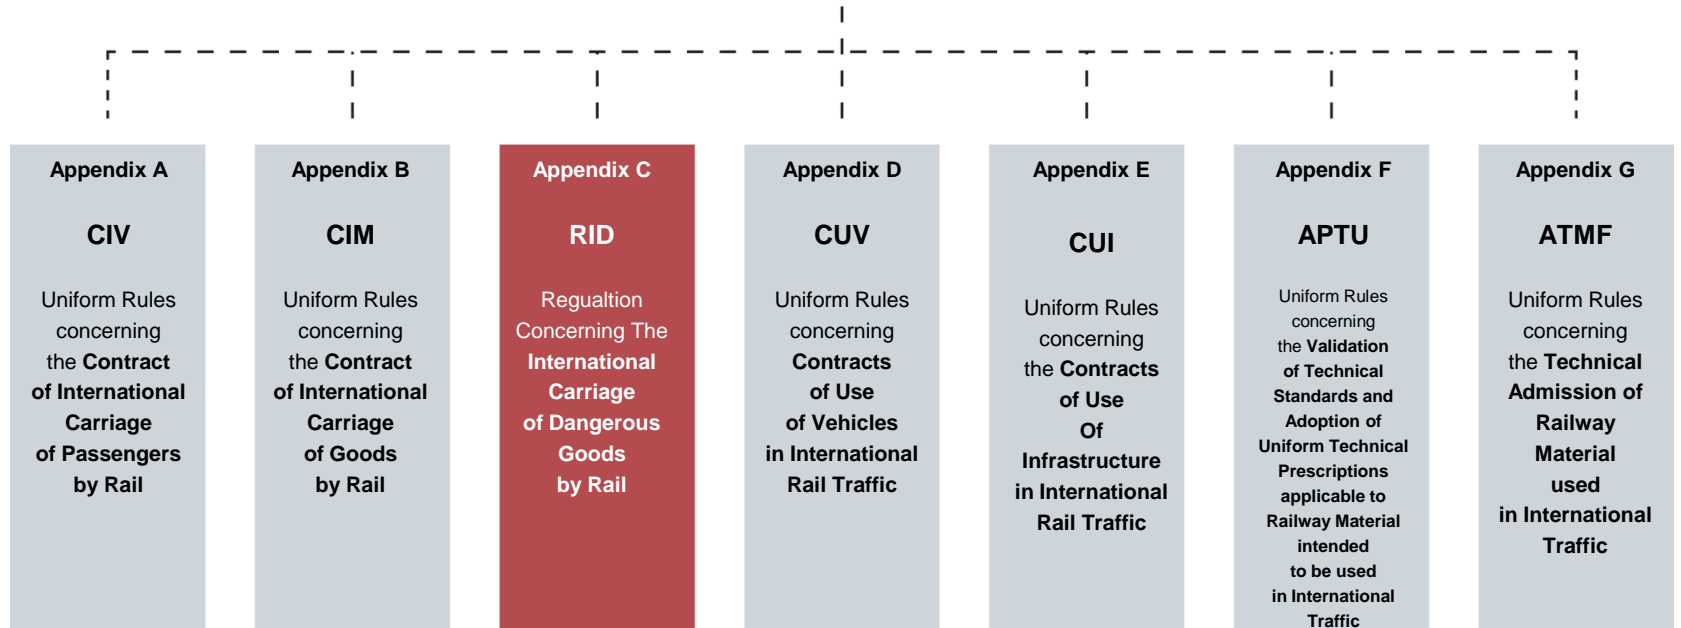 Appendix A
CIV
Uniform Rules
concerning
the Contract
of International
Carriage
of Passengers
by Rail
Appendix B
CIM
Uniform Rules
concerning
the Contract
of International
Carriage
of Goods
by Rail
Appendix C
RID
Regualtion
Concerning The
International
Carriage
of Dangerous
Goods
by Rail
Appendix D
CUV
Uniform Rules
concerning
Contracts
of Use
of Vehicles
in International
Rail Traffic
Appendix E
CUI
Uniform Rules
concerning
the Contracts
of Use
Of
Infrastructure
in International
Rail Traffic
Appendix F
APTU
Uniform Rules
concerning
the Validation
of Technical
Standards and
Adoption of
Uniform Technical
Prescriptions
applicable to
Railway Material
intended
to be used
in International
Traffic
Appendix G
ATMF
Uniform Rules
concerning
the Technical
Admission of
Railway
Material
used
in International
Traffic